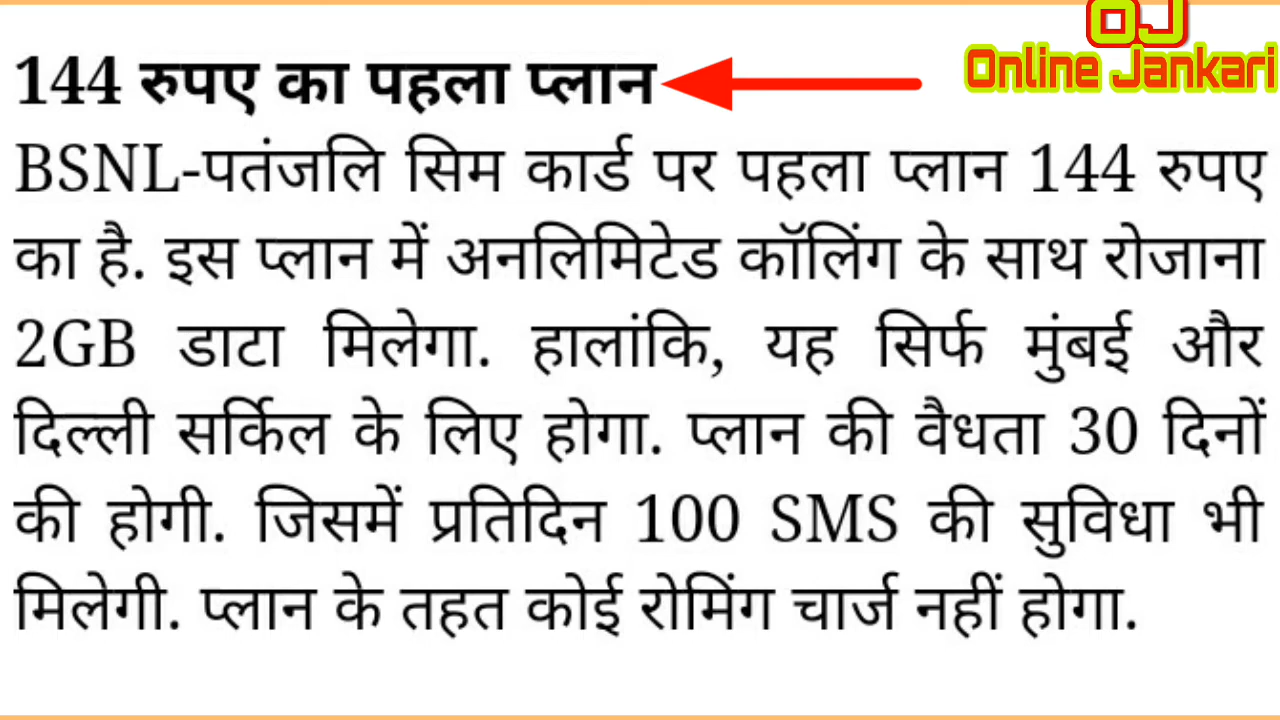 OJ
Online Jankari
144 रुपए का पहला प्लान
BSNL-पतंजलि सिम कार्ड पर पहला प्लान 144 रुपए
का है. इस प्लान में अनलिमिटेड कॉलिंग के साथ रोजाना
2GB डाटा मिलेगा. हालांकि, यह सिर्फ मुंबई और
दिल्ली सर्किल के लिए होगा. प्लान की वैधता 30 दिनों
की होगी. जिसमें प्रतिदिन 100 SMS की सुविधा भी
मिलेगी. प्लान के तहत कोई रोमिंग चार्ज नहीं होगा.